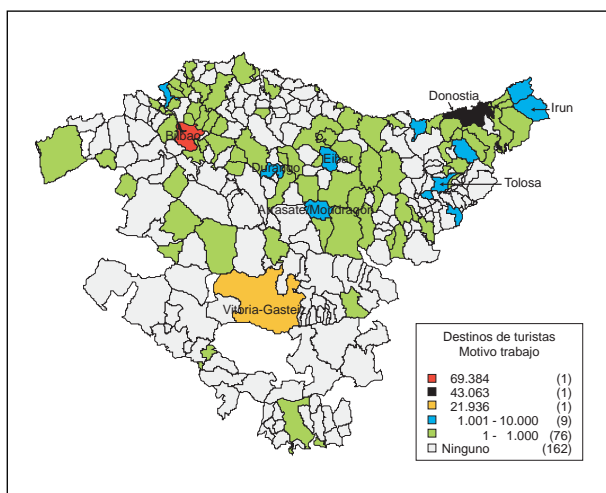 Donostia
Irun
Bilbao
Eibar
Durango
Tolosa
Arrasate/Mondragón
Vitoria-Gasteiz
Destinos de turistas
Motivo trabajo
69.384 (1)
43.063 (1)
21.936 (1)
1.001 - 10.000 (9)
1 - 1.000 (76)
Ninguno (162)